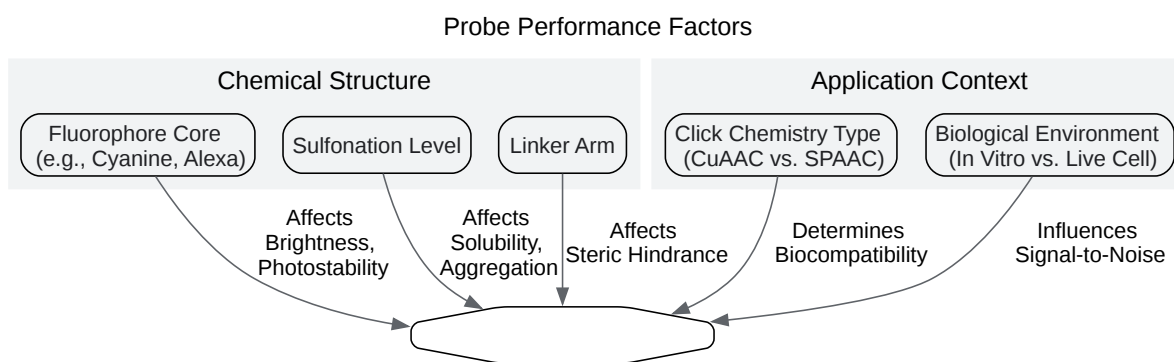 Probe Performance Factors
Chemical Structure
Application Context
Fluorophore Core
(e.g., Cyanine, Alexa)
Sulfonation Level
Linker Arm
Click Chemistry Type
(CuAAC vs. SPAAC)
Biological Environment
(In Vitro vs. Live Cell)
Affects
Brightness,
Photostability
Affects
Solubility,
Aggregation
Affects
Steric Hindrance
Determines
Biocompatibility
Influences
Signal-to-Noise